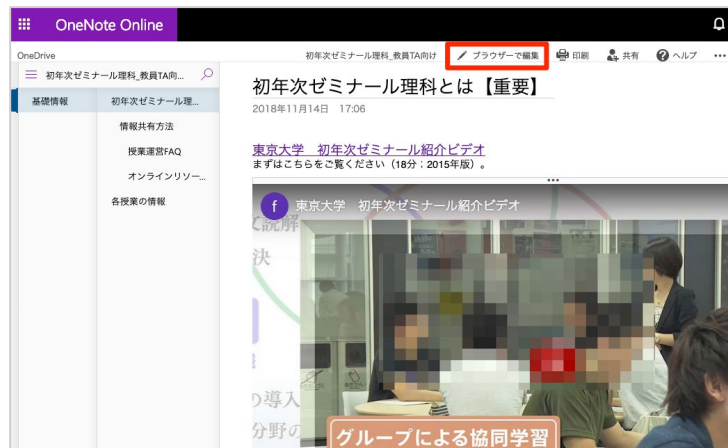 OneNote Online
OneDrive
初年次ゼミナール理科_教員TA向け
ブラウザーで編集
印刷
共有
ヘルプ
初年次ゼミナール理科_教員TA向...
基礎情報
初年次ゼミナール理...
情報共有方法
授業運営FAQ
オンラインリソー...
各授業の情報
初年次ゼミナール理科とは【重要】
2018年11月14日 17:06
東京大学 初年次ゼミナール紹介ビデオ
まずはこちらをご覧ください（18分：2015年版）。
f 東京大学 初年次ゼミナール紹介ビデオ
読解
決
の導入
分野の
グループによる協同学習